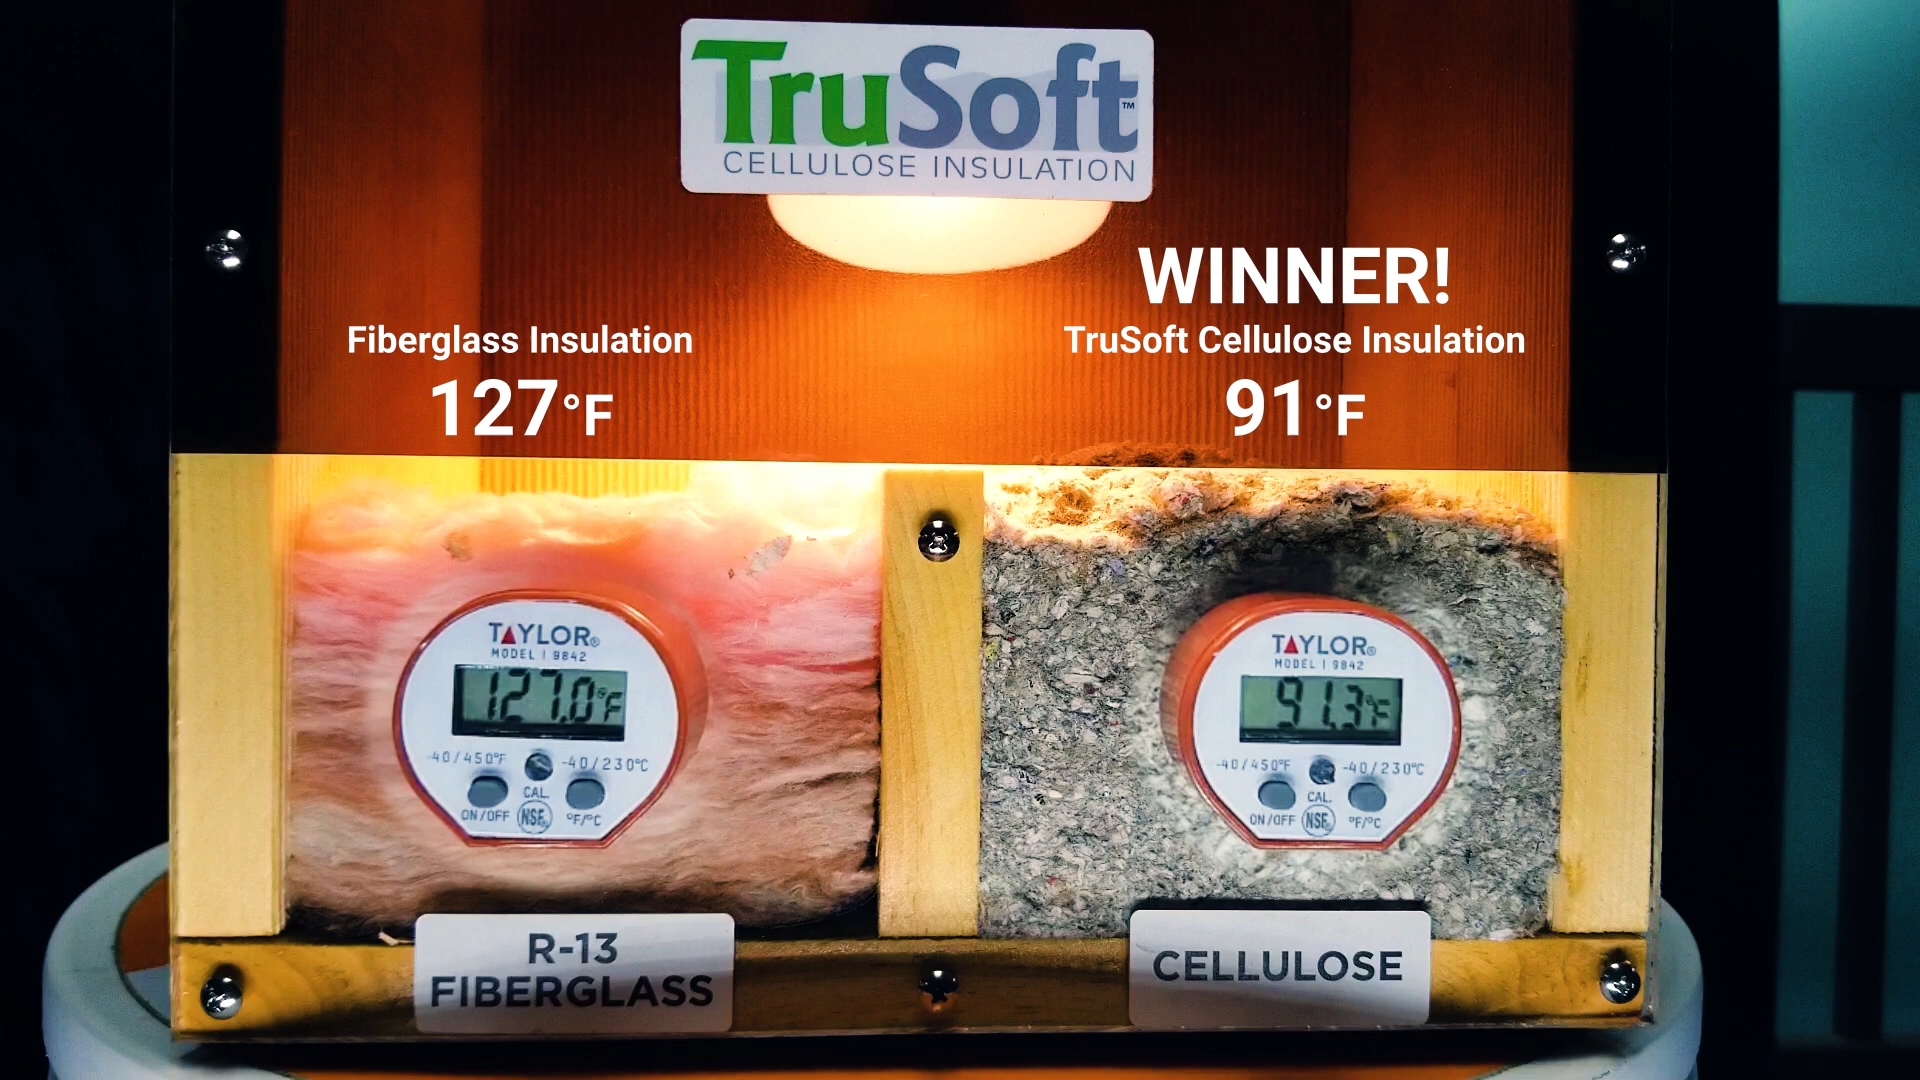 TruSoft™
CELLULOSE INSULATION
WINNER!
Fiberglass Insulation
127°F
TruSoft Cellulose Insulation
91°F
TAYLOR®
MODEL | 9842
127.0°F
-40/450°F
-40/230°C
CAL.
ON/OFF
NSF
°F/°C
TAYLOR®
MODEL | 9842
91.3°F
-40/450°F
-40/230°C
CAL.
ON/OFF
NSF
°F/°C
R-13
FIBERGLASS
CELLULOSE